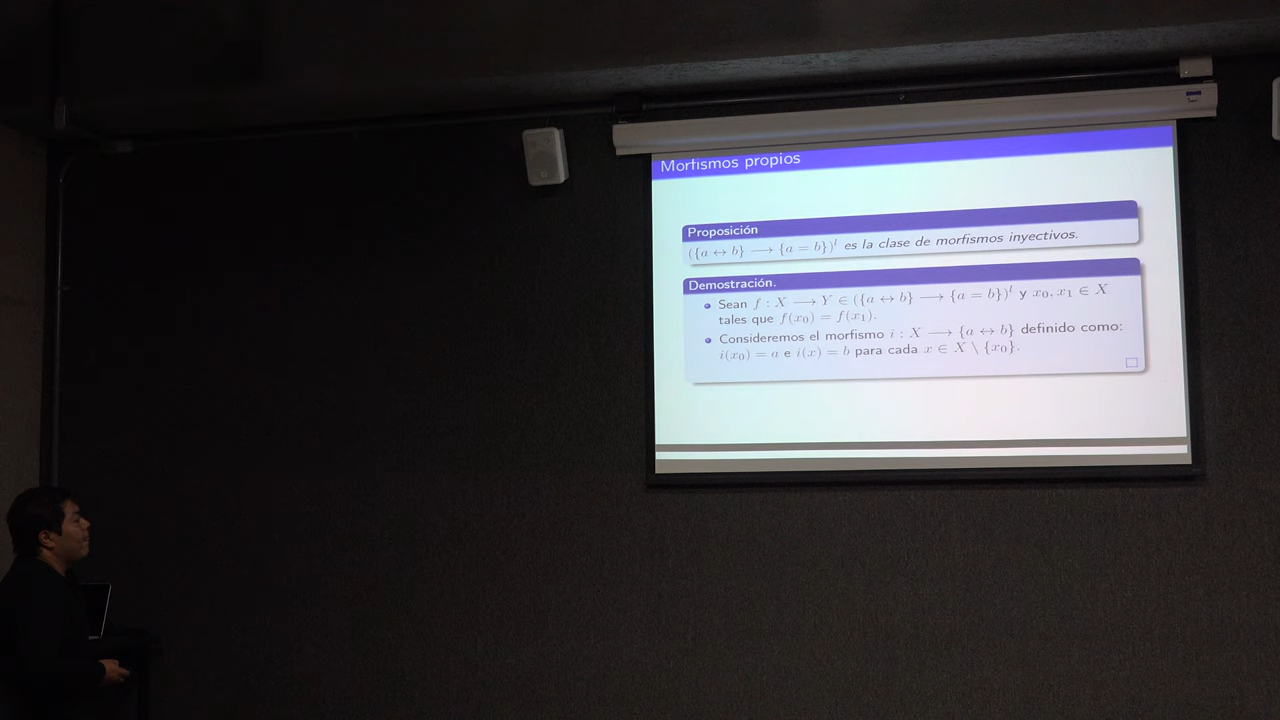 Morfismos propios
Proposición
({a ↔ b} ⟶ {a = b})ˡ es la clase de morfismos inyectivos.
Demostración.
Sean f : X ⟶ Y ∈ ({a ↔ b} ⟶ {a = b})ˡ y x₀, x₁ ∈ X
tales que f(x₀) = f(x₁).
Consideremos el morfismo i : X ⟶ {a ↔ b} definido como:
i(x₀) = a e i(x) = b para cada x ∈ X \ {x₀}.